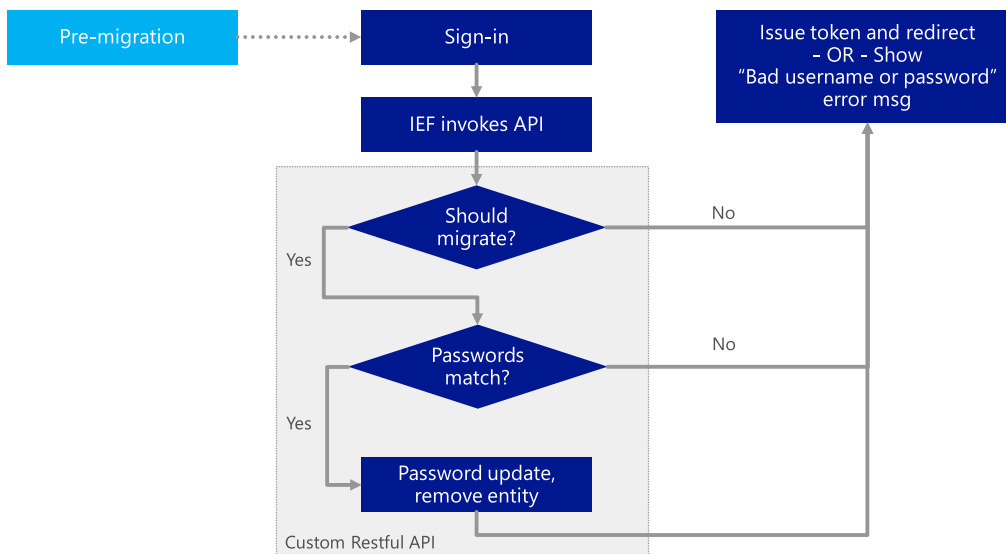 Pre-migration
Sign-in
Issue token and redirect
- OR - Show
“Bad username or password”
error msg
IEF invokes API
Should
migrate?
No
Yes
Passwords
match?
No
Yes
Password update,
remove entity
Custom Restful API